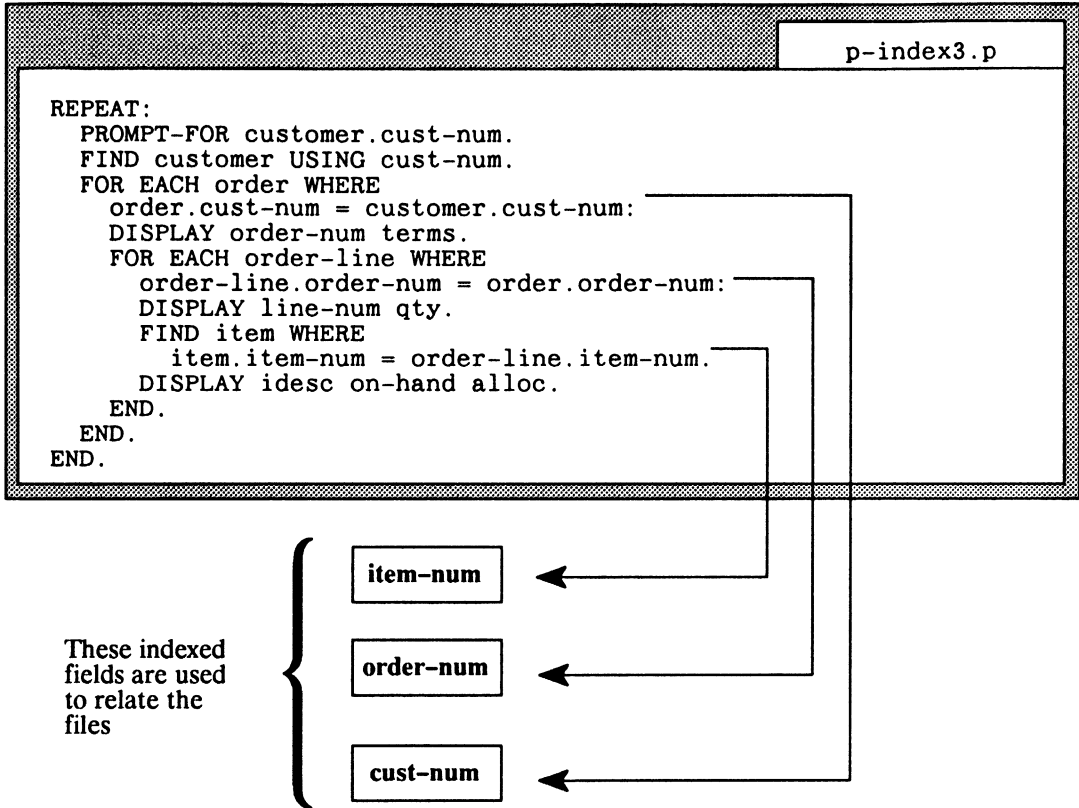 p-index3.p
REPEAT:
PROMPT-FOR customer.cust-num.
FIND customer USING cust-num.
FOR EACH order WHERE
order.cust-num = customer.cust-num:
DISPLAY order-num terms.
FOR EACH order-line WHERE
order-line.order-num = order.order-num:
DISPLAY line-num qty.
FIND item WHERE
item.item-num = order-line.item-num.
DISPLAY idesc on-hand alloc.
END.
END.
END.
These indexed
fields are used
to relate the
files
item-num
order-num
cust-num